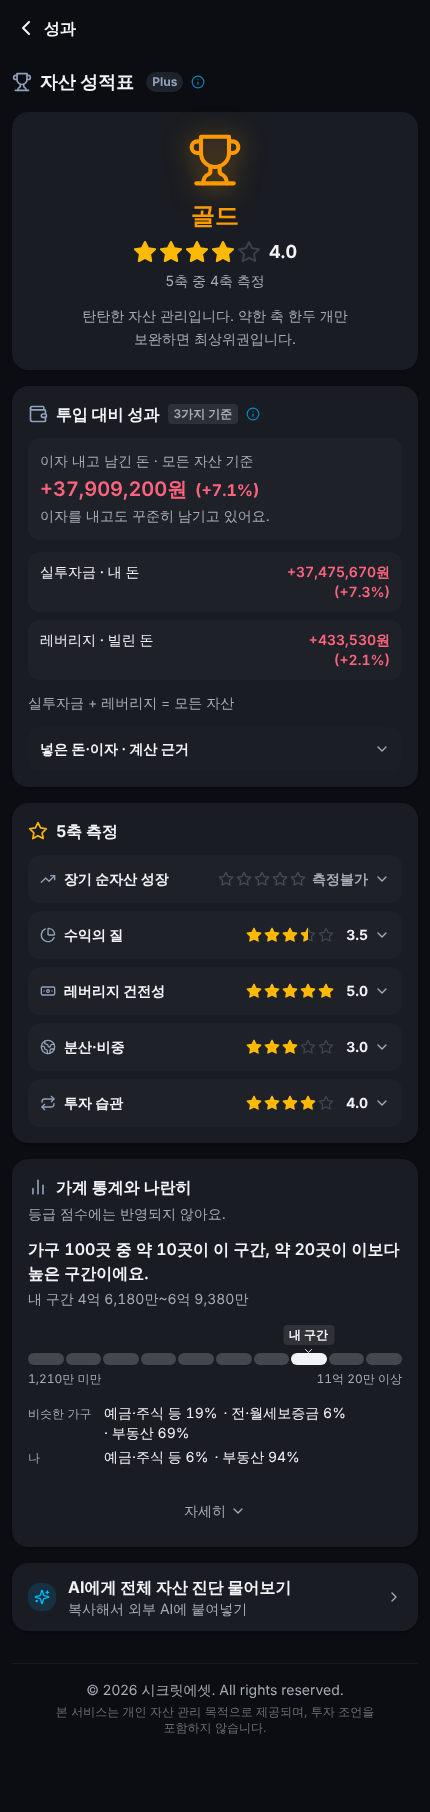 성과
자산 성적표 Plus
골드
4.0
5축 중 4축 측정
탄탄한 자산 관리입니다. 약한 축 한두 개만
보완하면 최상위권입니다.
투입 대비 성과 3가지 기준
이자 내고 남긴 돈 · 모든 자산 기준
+37,909,200원 (+7.1%)
이자를 내고도 꾸준히 남기고 있어요.
실투자금 · 내 돈 +37,475,670원
(+7.3%)
레버리지 · 빌린 돈 +433,530원
(+2.1%)
실투자금 + 레버리지 = 모든 자산
넣은 돈·이자 · 계산 근거
5축 측정
장기 순자산 성장 측정불가
수익의 질 3.5
레버리지 건전성 5.0
분산·비중 3.0
투자 습관 4.0
가계 통계와 나란히
등급 점수에는 반영되지 않아요.
가구 100곳 중 약 10곳이 이 구간, 약 20곳이 이보다
높은 구간이에요.
내 구간 4억 6,180만~6억 9,380만
내 구간
1,210만 미만 11억 20만 이상
비슷한 가구 예금·주식 등 19% · 전·월세보증금 6%
· 부동산 69%
나 예금·주식 등 6% · 부동산 94%
자세히
AI에게 전체 자산 진단 물어보기
복사해서 외부 AI에 붙여넣기
© 2026 시크릿에셋. All rights reserved.
본 서비스는 개인 자산 관리 목적으로 제공되며, 투자 조언을
포함하지 않습니다.